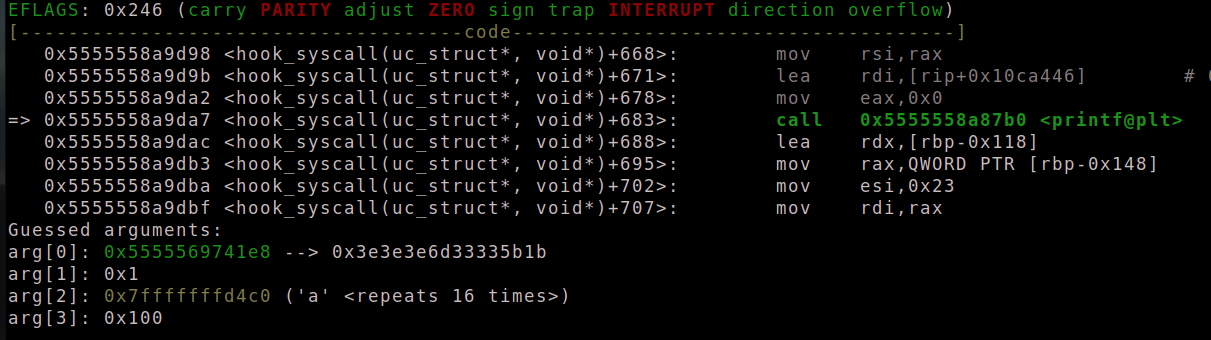 EFLAGS: 0x246 (carry PARITY adjust ZERO sign trap INTERRUPT direction overflow)
[-------------------------------------code-------------------------------------]
   0x5555558a9d98 <hook_syscall(uc_struct*, void*)+668>:	mov    rsi,rax
   0x5555558a9d9b <hook_syscall(uc_struct*, void*)+671>:	lea    rdi,[rip+0x10ca446]        #
   0x5555558a9da2 <hook_syscall(uc_struct*, void*)+678>:	mov    eax,0x0
=> 0x5555558a9da7 <hook_syscall(uc_struct*, void*)+683>:	call   0x5555558a87b0 <printf@plt>
   0x5555558a9dac <hook_syscall(uc_struct*, void*)+688>:	lea    rdx,[rbp-0x118]
   0x5555558a9db3 <hook_syscall(uc_struct*, void*)+695>:	mov    rax,QWORD PTR [rbp-0x148]
   0x5555558a9dba <hook_syscall(uc_struct*, void*)+702>:	mov    esi,0x23
   0x5555558a9dbf <hook_syscall(uc_struct*, void*)+707>:	mov    rdi,rax
Guessed arguments:
arg[0]: 0x5555569741e8 --> 0x3e3e3e6d33335b1b
arg[1]: 0x1
arg[2]: 0x7fffffffd4c0 ('a' <repeats 16 times>)
arg[3]: 0x100